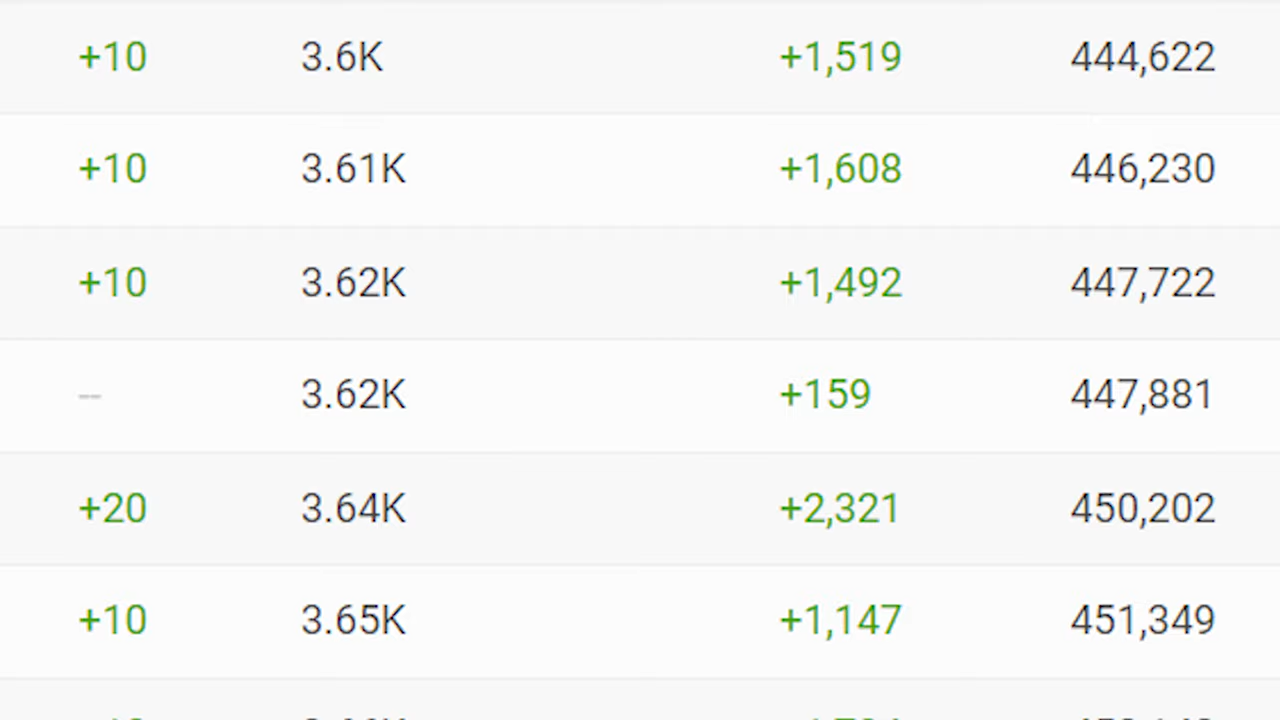 +10 3.6K +1,519 444,622
+10 3.61K +1,608 446,230
+10 3.62K +1,492 447,722
-- 3.62K +159 447,881
+20 3.64K +2,321 450,202
+10 3.65K +1,147 451,349